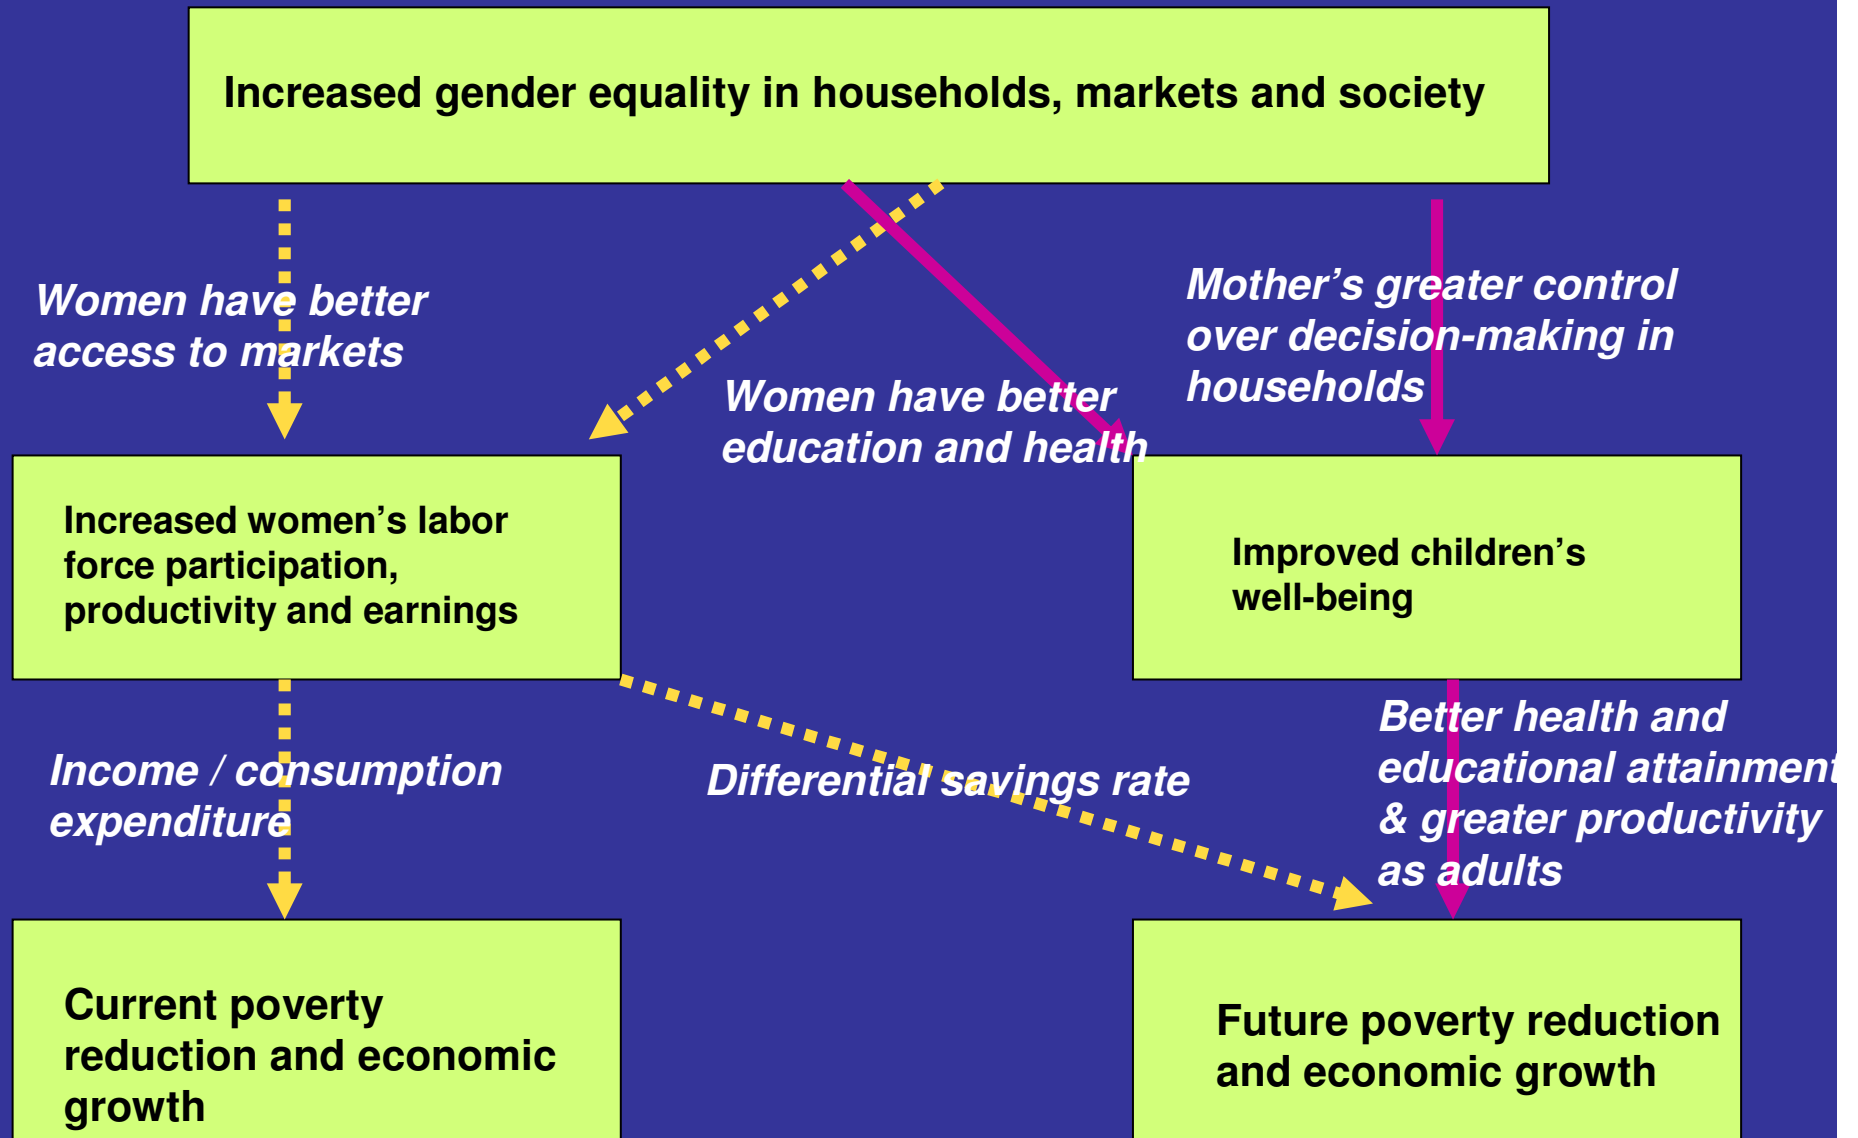 Increased gender equality in households, markets and society
Women have better
access to markets
Women have better
education and health
Mother’s greater control
over decision-making in
households
Increased women’s labor
force participation,
productivity and earnings
Improved children’s
well-being
Income / consumption
expenditure
Differential savings rate
Better health and
educational attainment
& greater productivity
as adults
Current poverty
reduction and economic
growth
Future poverty reduction
and economic growth